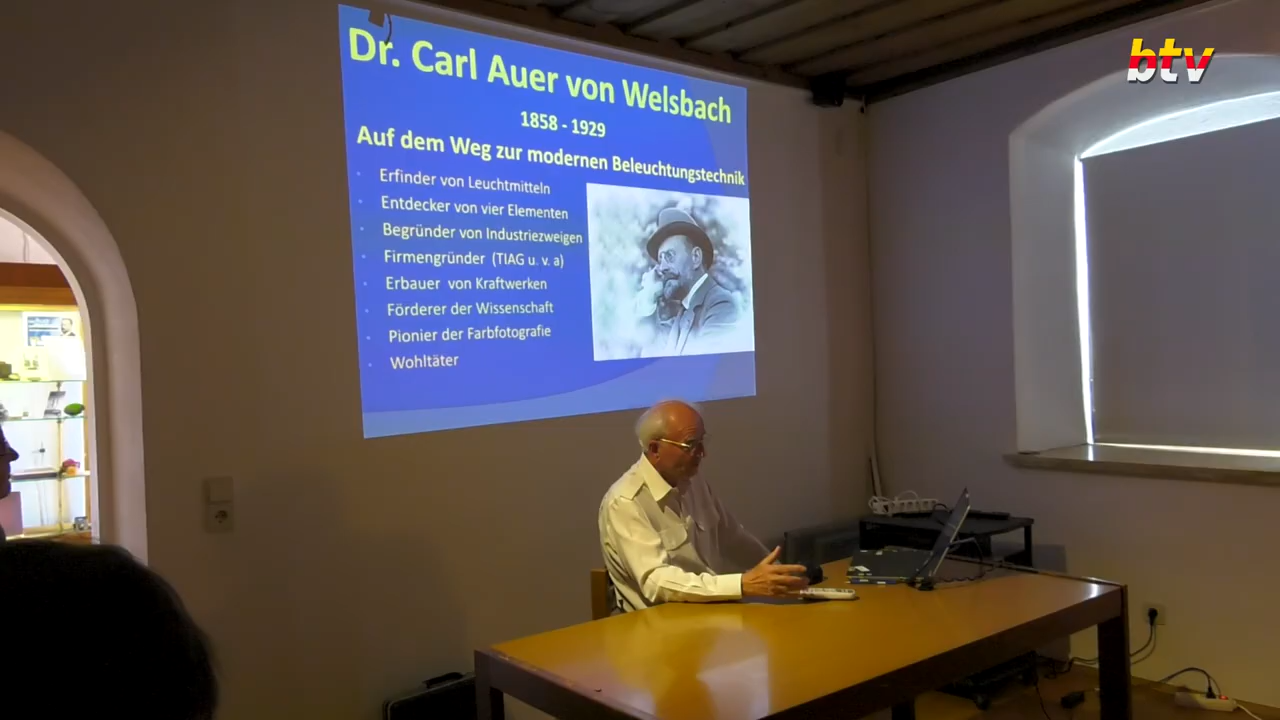 btv
Dr. Carl Auer von Welsbach
1858 - 1929
Auf dem Weg zur modernen Beleuchtungstechnik
Erfinder von Leuchtmitteln
Entdecker von vier Elementen
Begründer von Industriezweigen
Firmengründer (TIAG u. v. a)
Erbauer von Kraftwerken
Förderer der Wissenschaft
Pionier der Farbfotografie
Wohltäter